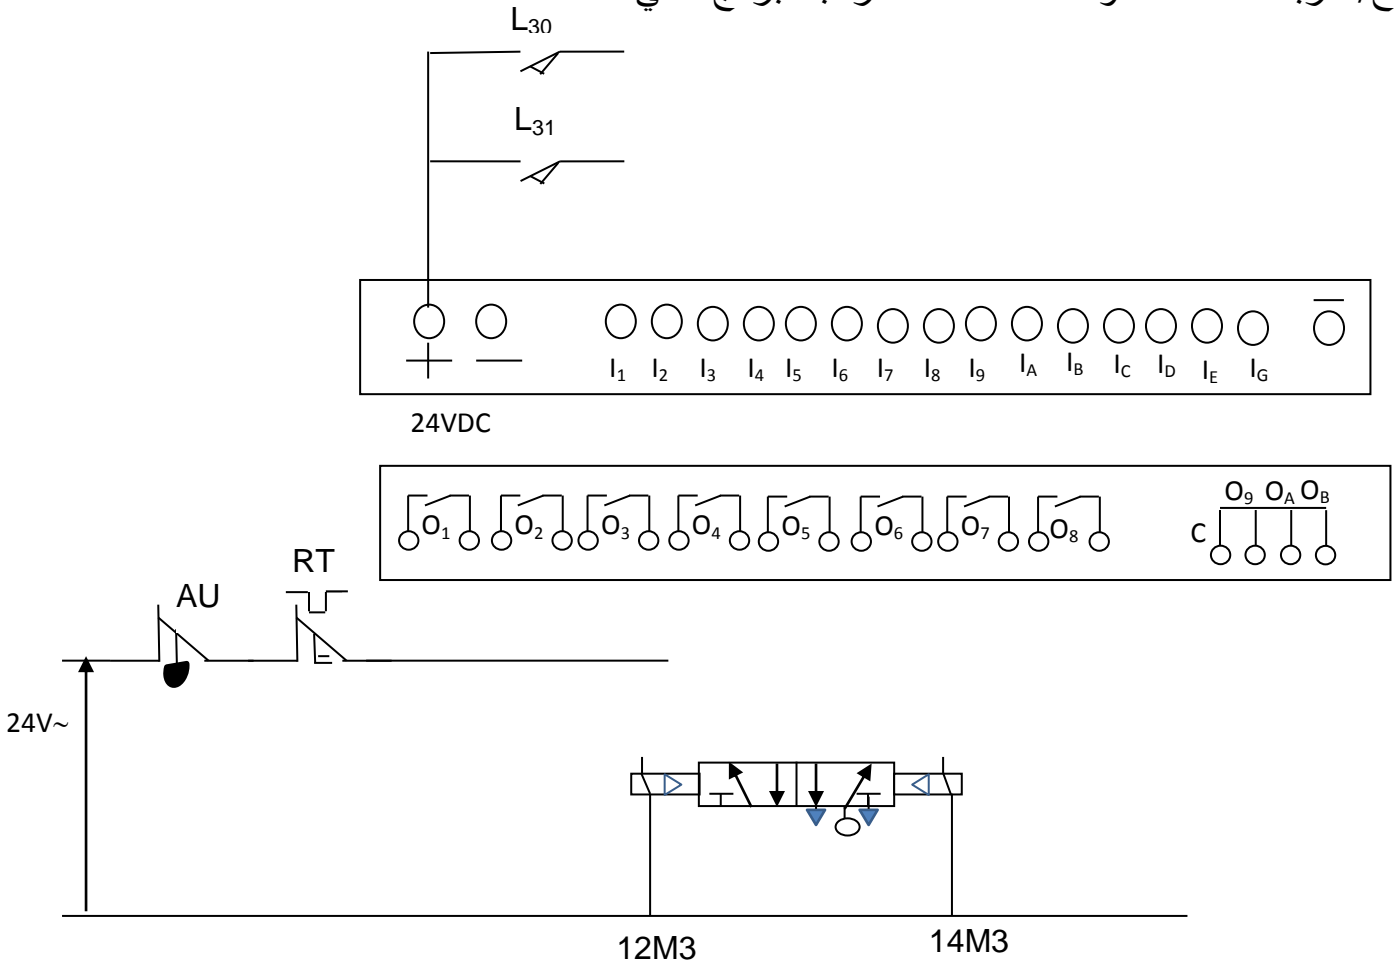 L30
L31
I1 I2 I3 I4 I5 I6 I7 I8 I9 IA IB IC ID IE IG
24VDC
O1 O2 O3 O4 O5 O6 O7 O8 C O9 OA OB
RT
AU
24V~
12M3
14M3